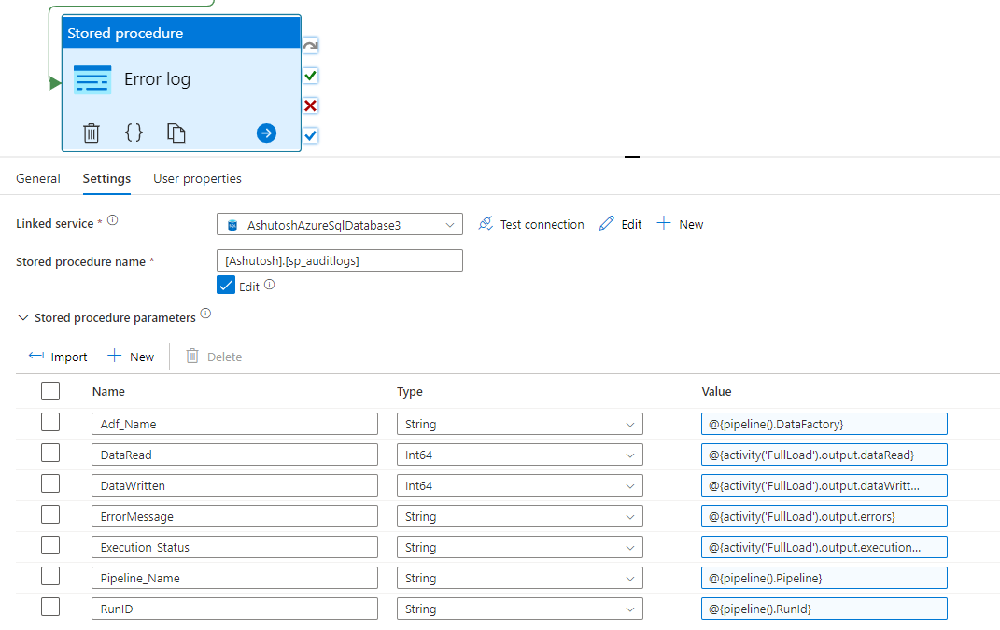 Stored procedure
Error log
General Settings User properties
Linked service * AshutoshAzureSqlDatabase3 Test connection Edit New
Stored procedure name * [Ashutosh].[sp_auditlogs]
Edit
Stored procedure parameters
Import New Delete
Name Type Value
Adf_Name String @{pipeline().DataFactory}
DataRead Int64 @{activity('FullLoad').output.dataRead}
DataWritten Int64 @{activity('FullLoad').output.dataWritt...
ErrorMessage String @{activity('FullLoad').output.errors}
Execution_Status String @{activity('FullLoad').output.execution...
Pipeline_Name String @{pipeline().Pipeline}
RunID String @{pipeline().RunId}